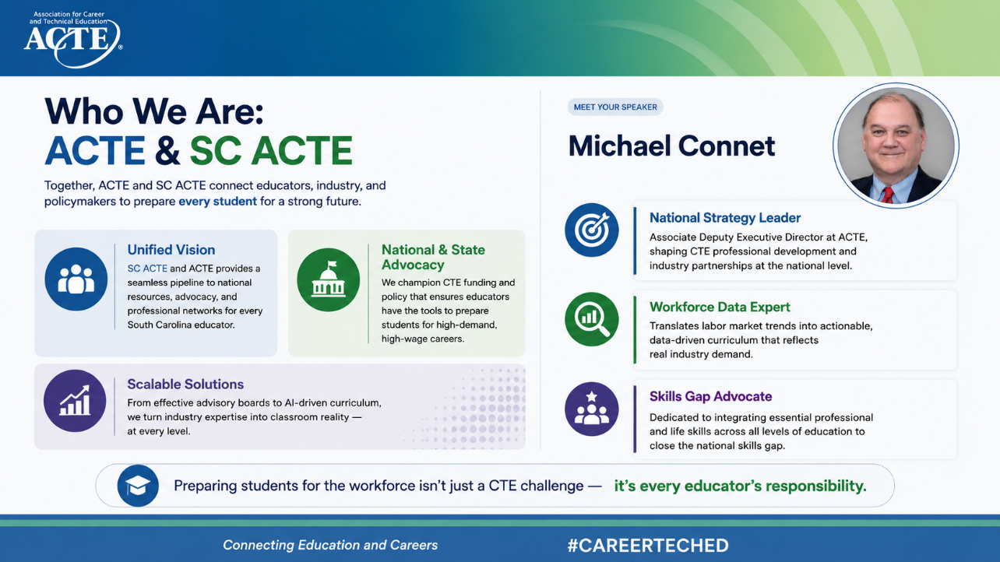 Association for Career
and Technical Education
ACTE®
Who We Are:
ACTE & SC ACTE
Together, ACTE and SC ACTE connect educators, industry, and
policymakers to prepare every student for a strong future.
Unified Vision
SC ACTE and ACTE provides a
seamless pipeline to national
resources, advocacy, and
professional networks for every
South Carolina educator.
National & State
Advocacy
We champion CTE funding and
policy that ensures educators
have the tools to prepare
students for high-demand,
high-wage careers.
Scalable Solutions
From effective advisory boards to AI-driven curriculum,
we turn industry expertise into classroom reality —
at every level.
MEET YOUR SPEAKER
Michael Connet
National Strategy Leader
Associate Deputy Executive Director at ACTE,
shaping CTE professional development and
industry partnerships at the national level.
Workforce Data Expert
Translates labor market trends into actionable,
data-driven curriculum that reflects
real industry demand.
Skills Gap Advocate
Dedicated to integrating essential professional
and life skills across all levels of education to
close the national skills gap.
Preparing students for the workforce isn't just a CTE challenge — it's every educator's responsibility.
Connecting Education and Careers
#CAREERTECHED